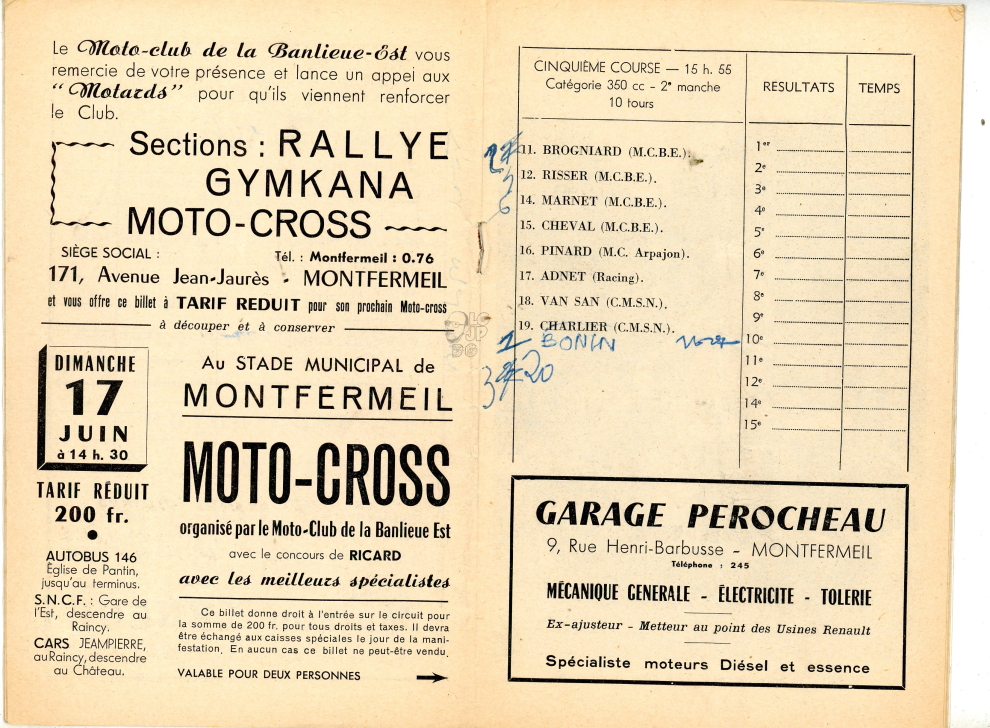 Le Moto-club de la Banlieue-Est vous
remercie de votre présence et lance un appel aux
“Motards” pour qu'ils viennent renforcer
le Club.
Sections : RALLYE
GYMKANA
MOTO-CROSS
SIÈGE SOCIAL :
Tél. : Montfermeil : 0.76
171, Avenue Jean-Jaurès - MONTFERMEIL
et vous offre ce billet à TARIF REDUIT pour son prochain Moto-cross
à découper et à conserver
DIMANCHE
17
JUIN
à 14 h. 30
TARIF RÉDUIT
200 fr.
AUTOBUS 146
Église de Pantin,
jusqu'au terminus.
S.N.C.F. : Gare de
l'Est, descendre au
Raincy.
CARS JEAMPIERRE,
au Raincy, descendre
au Château.
Au STADE MUNICIPAL de
MONTFERMEIL
MOTO-CROSS
organisé par le Moto-Club de la Banlieue Est
avec le concours de RICARD
avec les meilleurs spécialistes
Ce billet donne droit à l'entrée sur le circuit pour
la somme de 200 fr. pour tous droits et taxes. Il devra
être échangé aux caisses spéciales le jour de la mani-
festation. En aucun cas ce billet ne peut-être vendu.
VALABLE POUR DEUX PERSONNES
CINQUIÈME COURSE — 15 h. 55
Catégorie 350 cc - 2e manche
10 tours
RESULTATS
TEMPS
11. BROGNIARD (M.C.B.E.).
12. RISSER (M.C.B.E.).
14. MARNET (M.C.B.E.).
15. CHEVAL (M.C.B.E.).
16. PINARD (M.C. Arpajon).
17. ADNET (Racing).
18. VAN SAN (C.M.S.N.).
19. CHARLIER (C.M.S.N.).
BONIN
20
1er
2e
3e
4e
5e
6e
7e
8e
9e
10e
11e
12e
14e
15e
GARAGE PEROCHEAU
9, Rue Henri-Barbusse - MONTFERMEIL
Téléphone : 245
MÉCANIQUE GENERALE - ÉLECTRICITE - TOLERIE
Ex-ajusteur - Metteur au point des Usines Renault
Spécialiste moteurs Diésel et essence